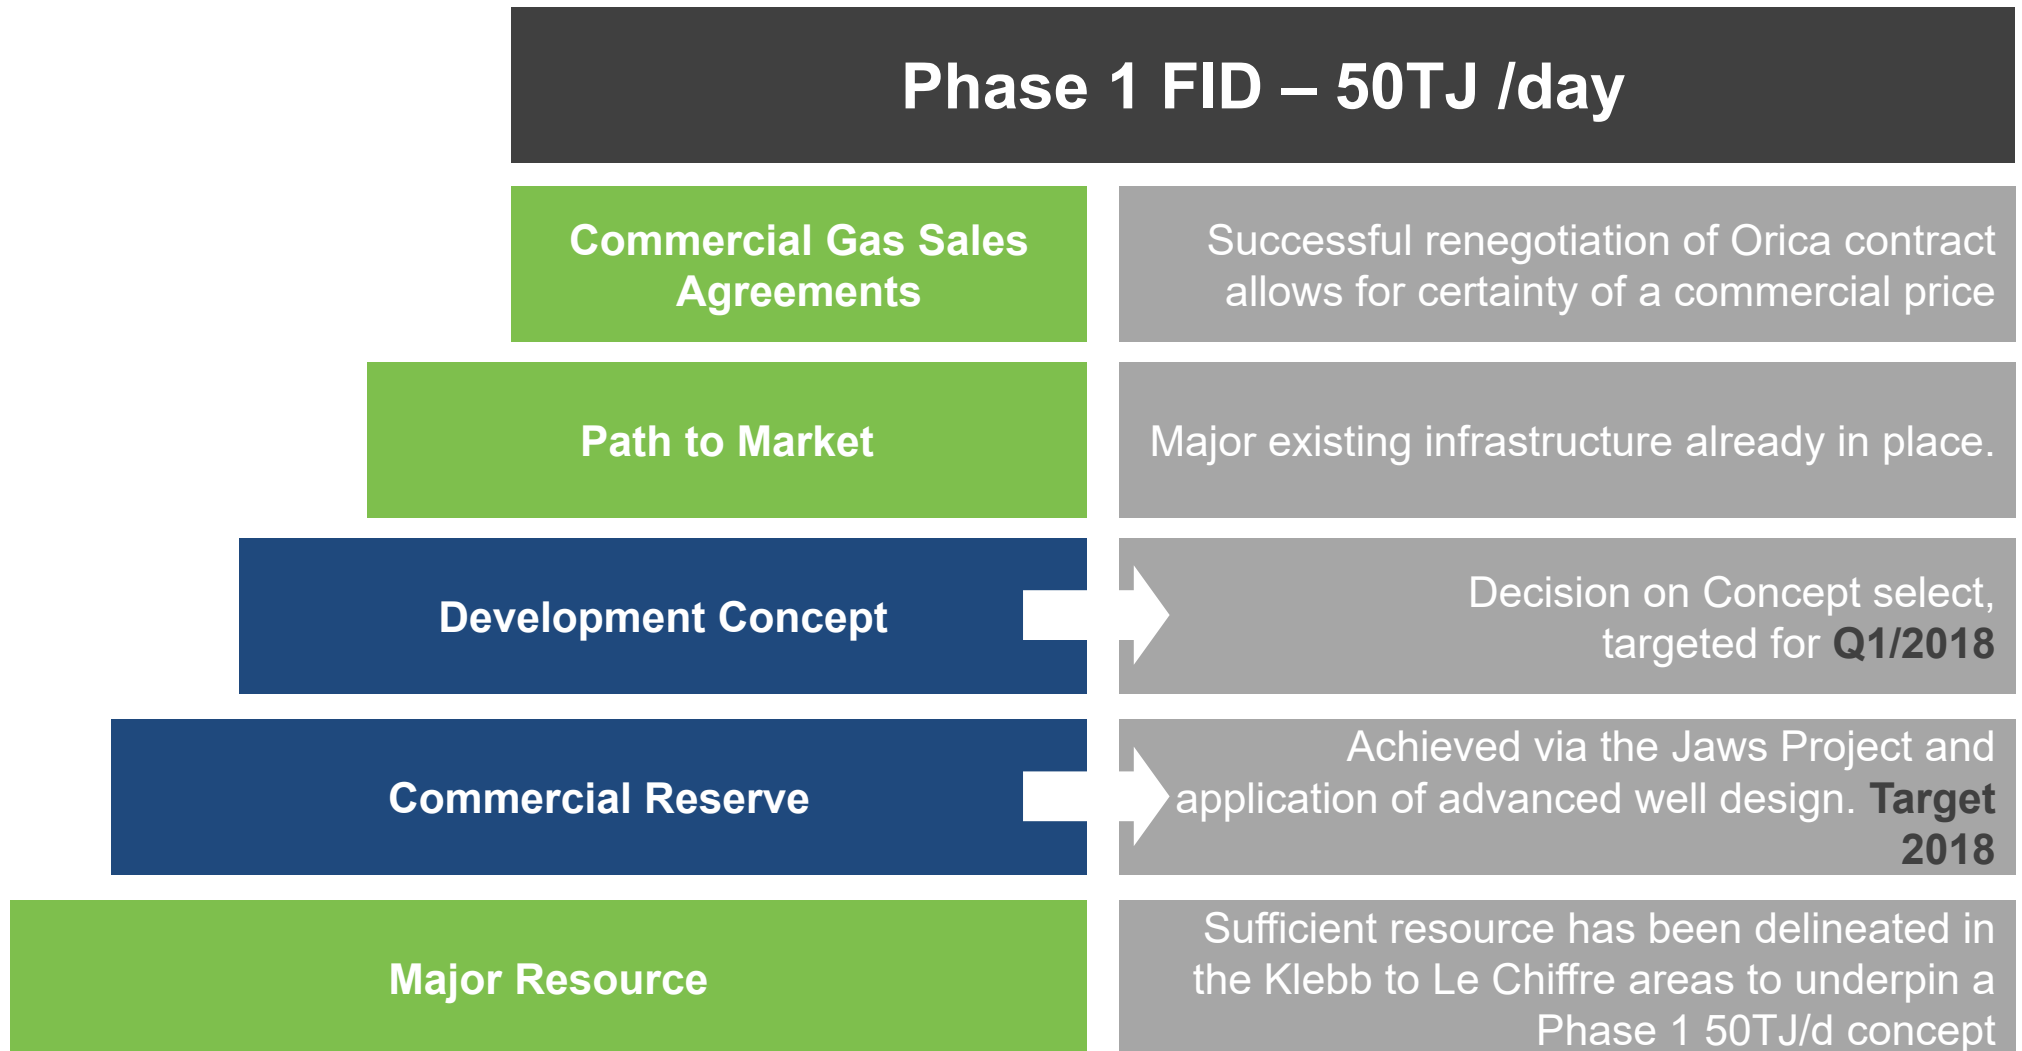 Phase 1 FID – 50TJ /day
Commercial Gas Sales
Agreements
Successful renegotiation of Orica contract
allows for certainty of a commercial price
Path to Market
Major existing infrastructure already in place.
Development Concept
Decision on Concept select,
targeted for Q1/2018
Commercial Reserve
Achieved via the Jaws Project and
application of advanced well design. Target
2018
Major Resource
Sufficient resource has been delineated in
the Klebb to Le Chiffre areas to underpin a
Phase 1 50TJ/d concept